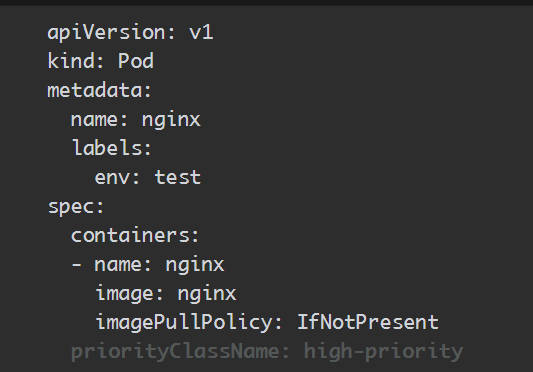 apiVersion: v1
kind: Pod
metadata:
  name: nginx
  labels:
    env: test
spec:
  containers:
  - name: nginx
    image: nginx
    imagePullPolicy: IfNotPresent
  priorityClassName: high-priority